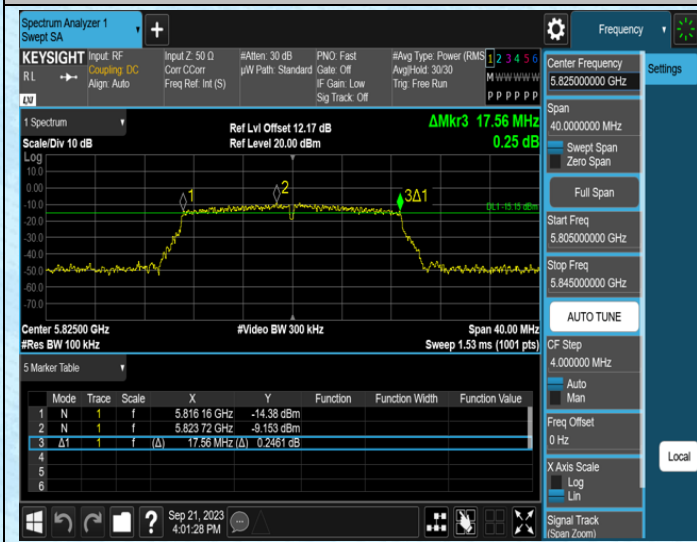 Spectrum Analyzer 1
Swept SA
Frequency
KEYSIGHT
RL
LXI
Input: RF
Coupling: DC
Align: Auto
Input Z: 50 Ω
Corr CCorr
Freq Ref: Int (S)
#Atten: 30 dB
µW Path: Standard
PNO: Fast
Gate: Off
IF Gain: Low
Sig Track: Off
#Avg Type: Power (RMS
Avg|Hold: 30/30
Trig: Free Run
1 2 3 4 5 6
M W W W W W
P P P P P P
1 Spectrum
Scale/Div 10 dB
Ref Lvl Offset 12.17 dB
Ref Level 20.00 dBm
ΔMkr3 17.56 MHz
0.25 dB
Log
10.0
0.00
-10.0
-20.0
-30.0
-40.0
-50.0
-60.0
-70.0
1
2
3Δ1
DL1 -15.15 dBm
Center 5.82500 GHz
#Res BW 100 kHz
#Video BW 300 kHz
Span 40.00 MHz
Sweep 1.53 ms (1001 pts)
5 Marker Table
Mode Trace Scale X Y Function Function Width Function Value
1 N 1 f 5.816 16 GHz -14.38 dBm
2 N 1 f 5.823 72 GHz -9.153 dBm
3 Δ1 1 f (Δ) 17.56 MHz (Δ) 0.2461 dB
4
5
6
Sep 21, 2023
4:01:28 PM
Center Frequency
5.825000000 GHz
Settings
Span
40.0000000 MHz
Swept Span
Zero Span
Full Span
Start Freq
5.805000000 GHz
Stop Freq
5.845000000 GHz
AUTO TUNE
CF Step
4.000000 MHz
Auto
Man
Freq Offset
0 Hz
X Axis Scale
Log
Lin
Local
Signal Track
(Span Zoom)